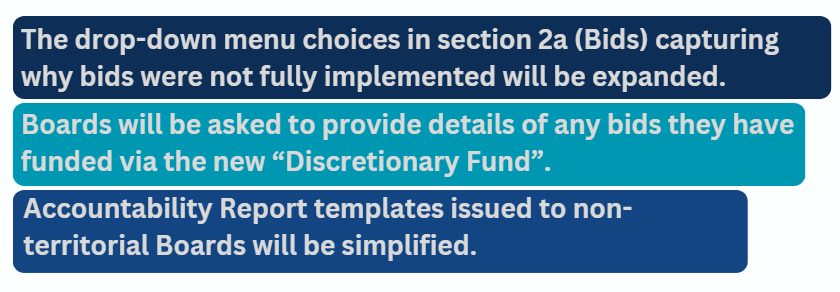 The drop-down menu choices in section 2a (Bids) capturing
why bids were not fully implemented will be expanded.
Boards will be asked to provide details of any bids they have
funded via the new “Discretionary Fund”.
Accountability Report templates issued to non-
territorial Boards will be simplified.